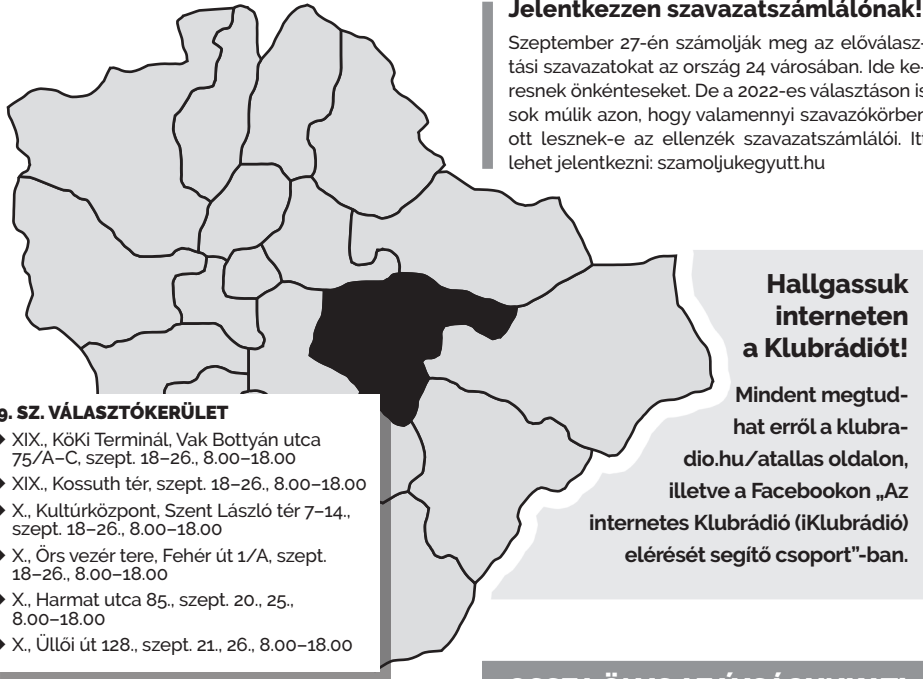 Jelentkezzen szavazatszámlálónak!
Szeptember 27-én számolják meg az előválasz-
tási szavazatokat az ország 24 városában. Ide ke-
resnek önkénteseket. De a 2022-es választáson is
sok múlik azon, hogy valamennyi szavazókörben
ott lesznek-e az ellenzék szavazatszámlálói. Itt
lehet jelentkezni: szamoljukegyutt.hu
Hallgassuk
interneten
a Klubrádiót!
Mindent megtud-
hat erről a klubra-
dio.hu/atallas oldalon,
illetve a Facebookon „Az
internetes Klubrádió (iKlubrádió)
elérését segítő csoport”-ban.
9. SZ. VÁLASZTÓKERÜLET
XIX., KöKi Terminál, Vak Bottyán utca
75/A–C, szept. 18–26., 8.00–18.00
XIX., Kossuth tér, szept. 18–26., 8.00–18.00
X., Kultúrközpont, Szent László tér 7–14.,
szept. 18–26., 8.00–18.00
X., Örs vezér tere, Fehér út 1/A, szept.
18–26., 8.00–18.00
X., Harmat utca 85., szept. 20., 25.,
8.00–18.00
X., Üllői út 128., szept. 21., 26., 8.00–18.00